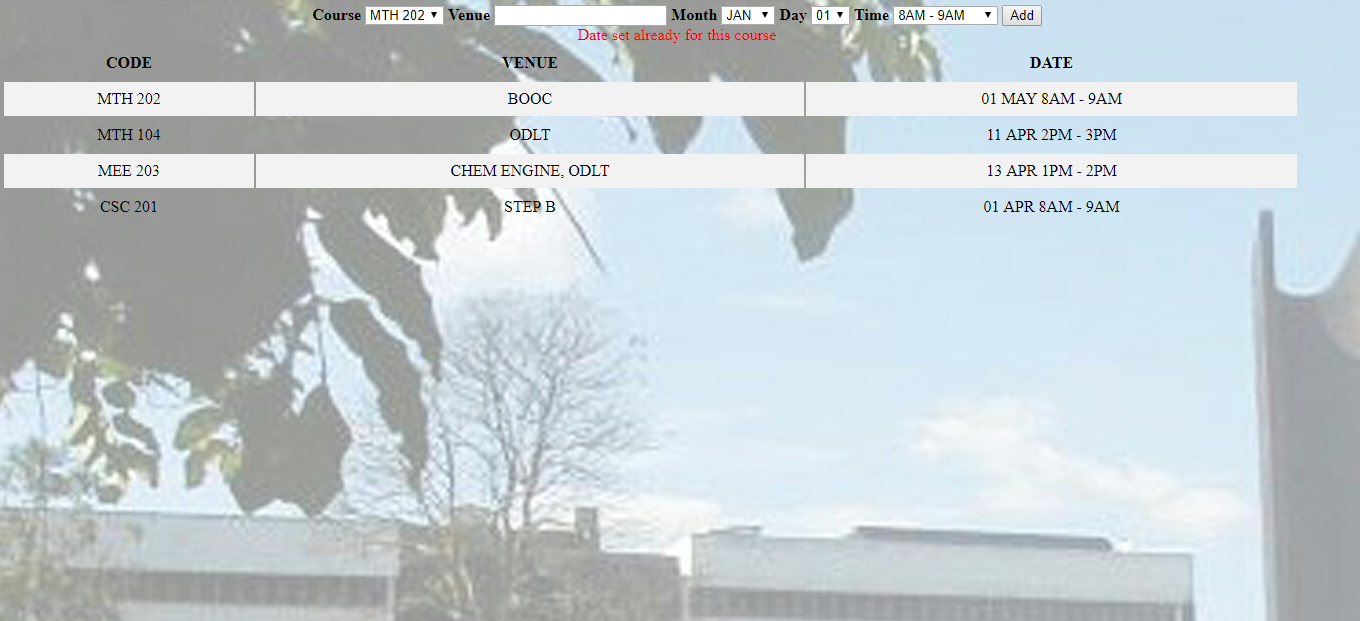 Course MTH 202 Venue Month JAN Day 01 Time 8AM - 9AM Add
Date set already for this course
CODE VENUE DATE
MTH 202 BOOC 01 MAY 8AM - 9AM
MTH 104 ODLT 11 APR 2PM - 3PM
MEE 203 CHEM ENGINE, ODLT 13 APR 1PM - 2PM
CSC 201 STEP B 01 APR 8AM - 9AM